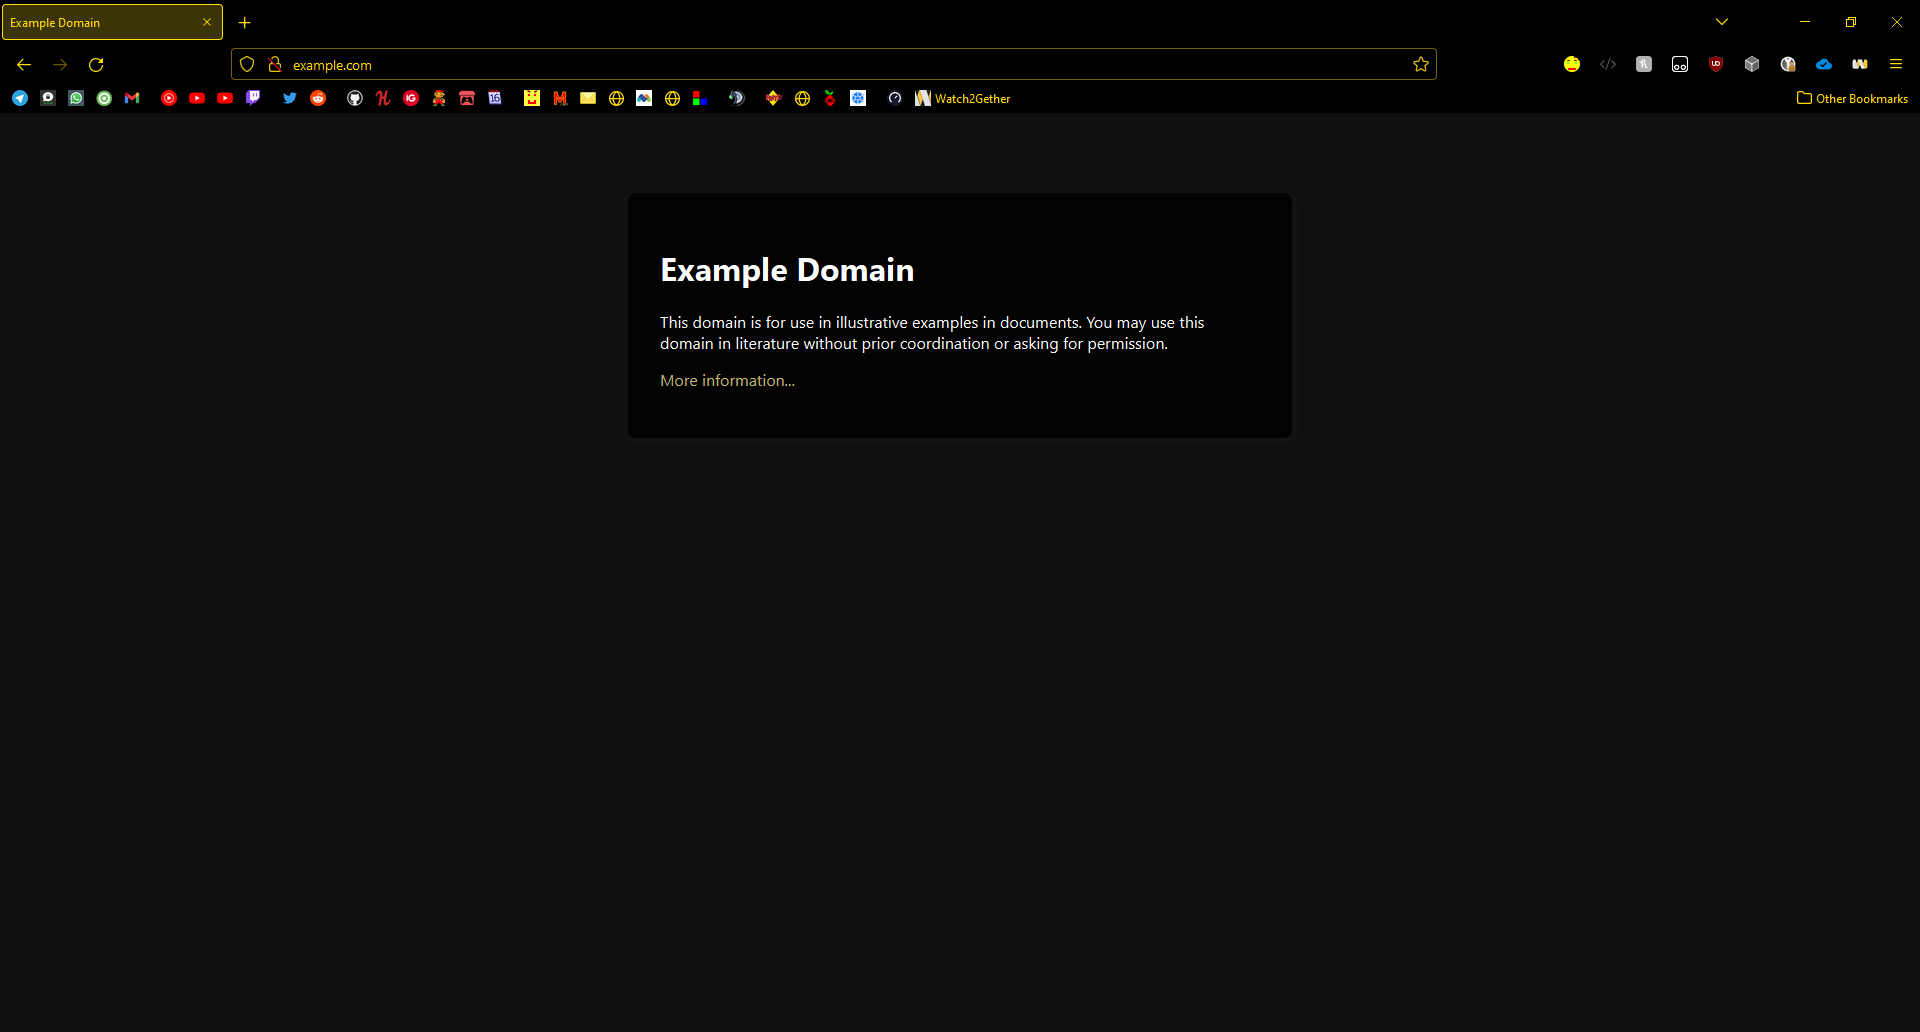 Example Domain
example.com
Watch2Gether
Other Bookmarks
Example Domain
This domain is for use in illustrative examples in documents. You may use this
domain in literature without prior coordination or asking for permission.
More information...